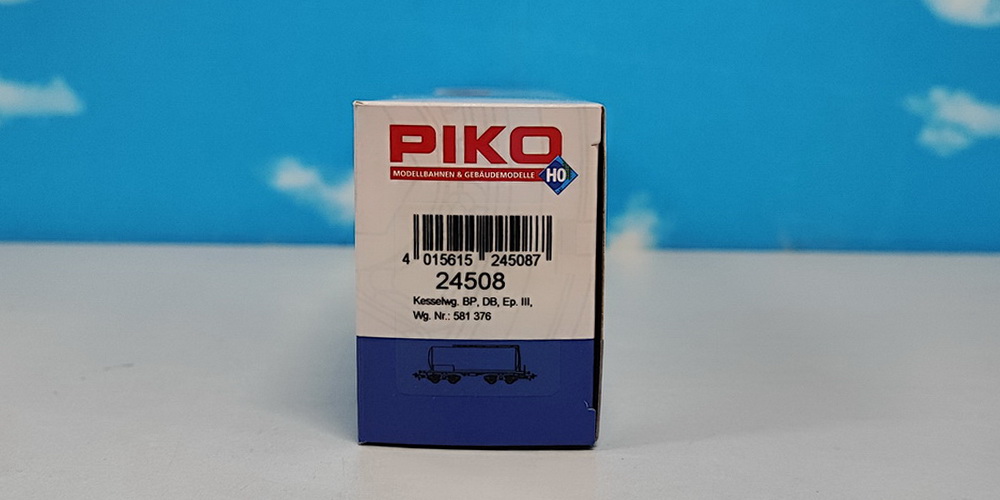 PIKO
MODELLBAHNEN & GEBÄUDEMODELLE
H0
4 015615 245087
24508
Kesselwg. BP, DB, Ep. III,
Wg. Nr.: 581 376